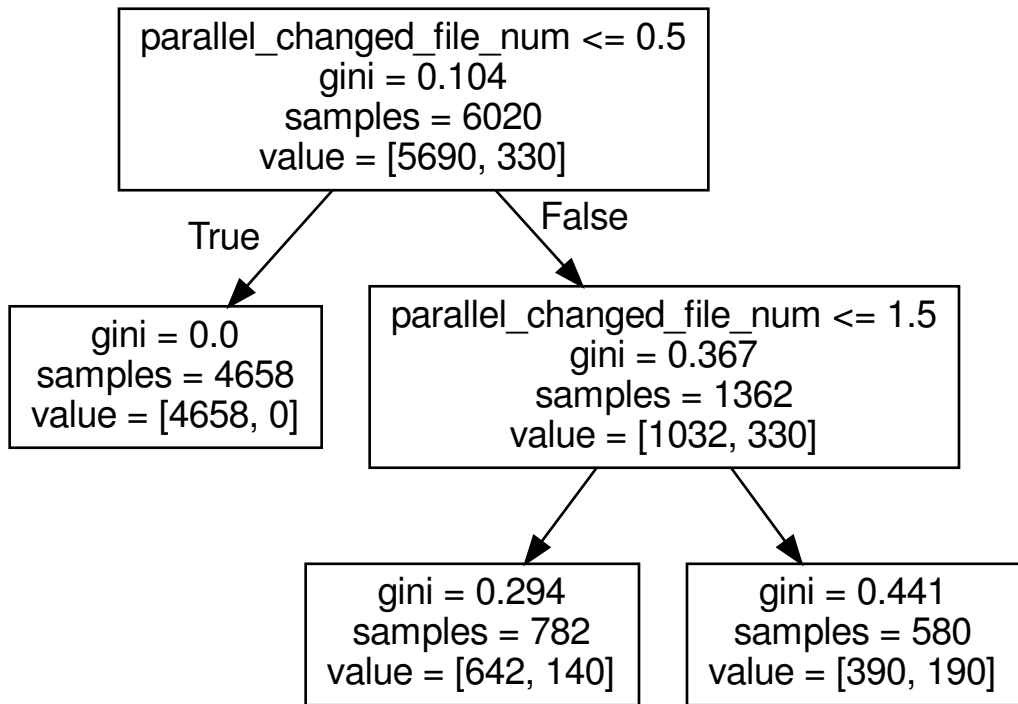 parallel_changed_file_num <= 0.5
gini = 0.104
samples = 6020
value = [5690, 330]
True
False
gini = 0.0
samples = 4658
value = [4658, 0]
parallel_changed_file_num <= 1.5
gini = 0.367
samples = 1362
value = [1032, 330]
gini = 0.294
samples = 782
value = [642, 140]
gini = 0.441
samples = 580
value = [390, 190]